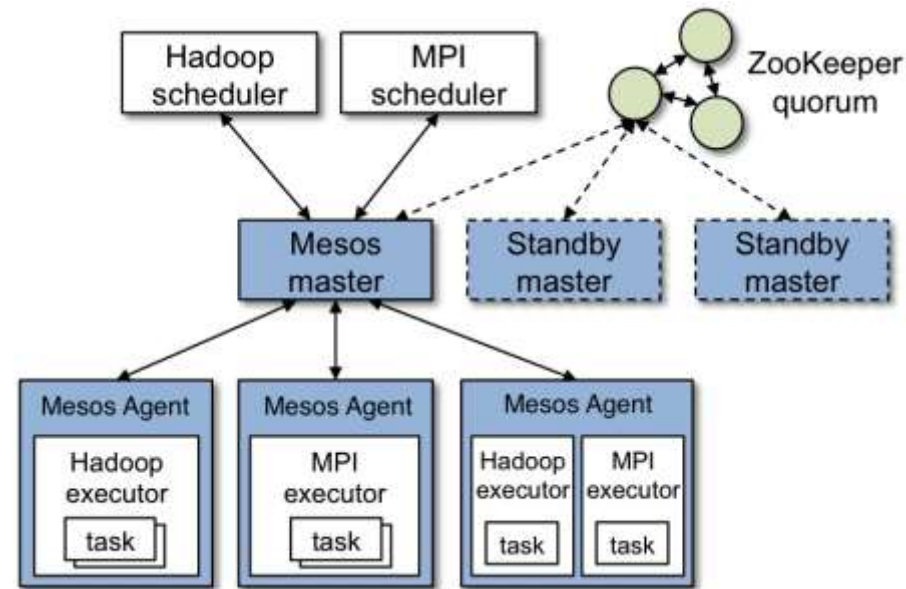 Hadoop
scheduler
MPI
scheduler
ZooKeeper
quorum
Mesos
master
Standby
master
Standby
master
Mesos Agent
Hadoop
executor
task
Mesos Agent
MPI
executor
task
Mesos Agent
Hadoop
executor
task
MPI
executor
task